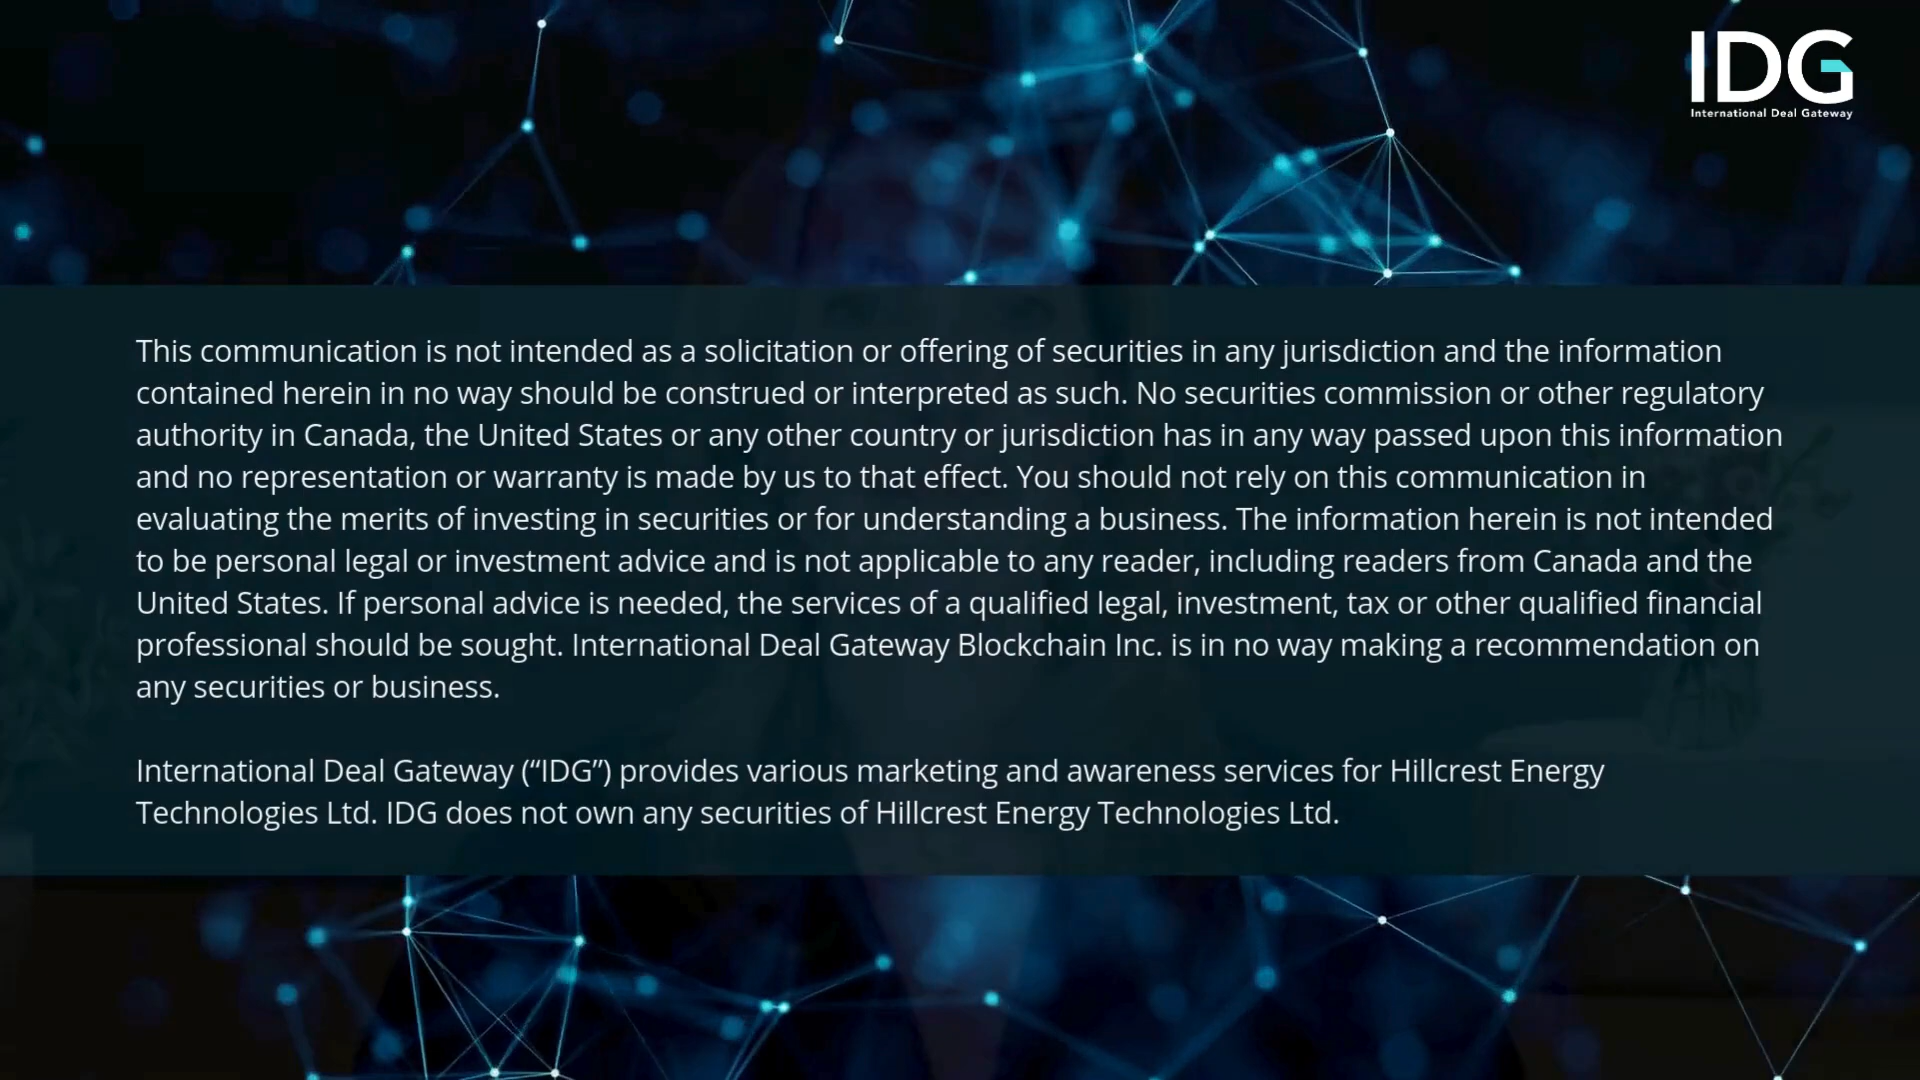 IDG
International Deal Gateway
This communication is not intended as a solicitation or offering of securities in any jurisdiction and the information
contained herein in no way should be construed or interpreted as such. No securities commission or other regulatory
authority in Canada, the United States or any other country or jurisdiction has in any way passed upon this information
and no representation or warranty is made by us to that effect. You should not rely on this communication in
evaluating the merits of investing in securities or for understanding a business. The information herein is not intended
to be personal legal or investment advice and is not applicable to any reader, including readers from Canada and the
United States. If personal advice is needed, the services of a qualified legal, investment, tax or other qualified financial
professional should be sought. International Deal Gateway Blockchain Inc. is in no way making a recommendation on
any securities or business.
International Deal Gateway (“IDG”) provides various marketing and awareness services for Hillcrest Energy
Technologies Ltd. IDG does not own any securities of Hillcrest Energy Technologies Ltd.